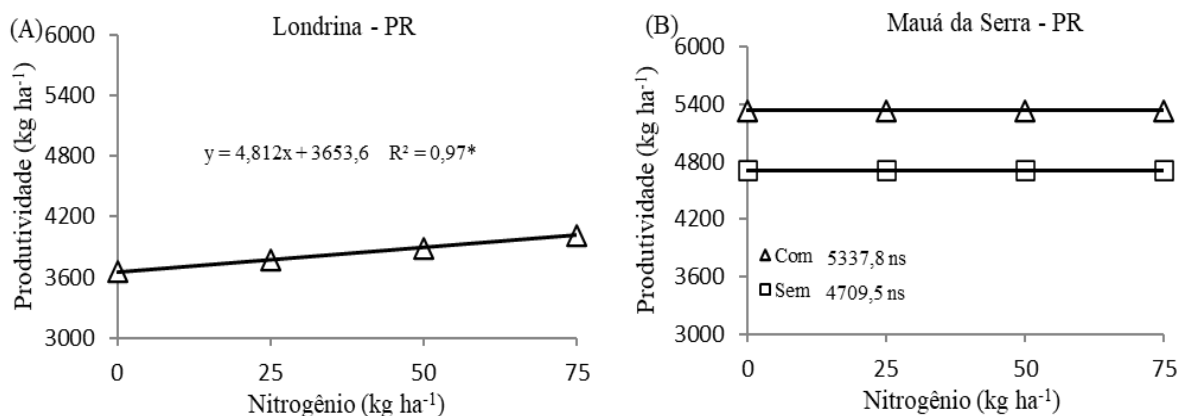 (A)
Londrina - PR
Produtividade (kg ha⁻¹)
6000
5400
4800
4200
3600
3000
y = 4,812x + 3653,6 R² = 0,97*
0 25 50 75
Nitrogênio (kg ha⁻¹)
(B)
Mauá da Serra - PR
Produtividade (kg ha⁻¹)
6000
5400
4800
4200
3600
3000
Com 5337,8 ns
Sem 4709,5 ns
0 25 50 75
Nitrogênio (kg ha⁻¹)